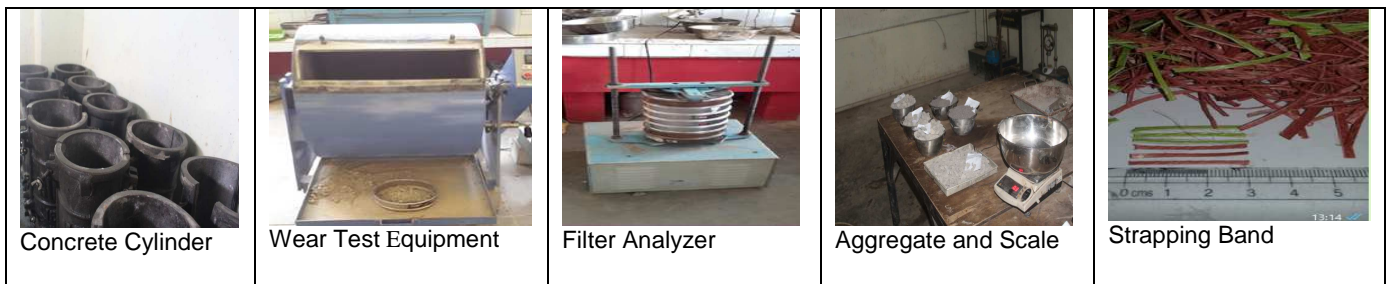 0 cms 1 2 3 4 5
13:14
Concrete Cylinder
Wear Test Equipment
Filter Analyzer
Aggregate and Scale
Strapping Band